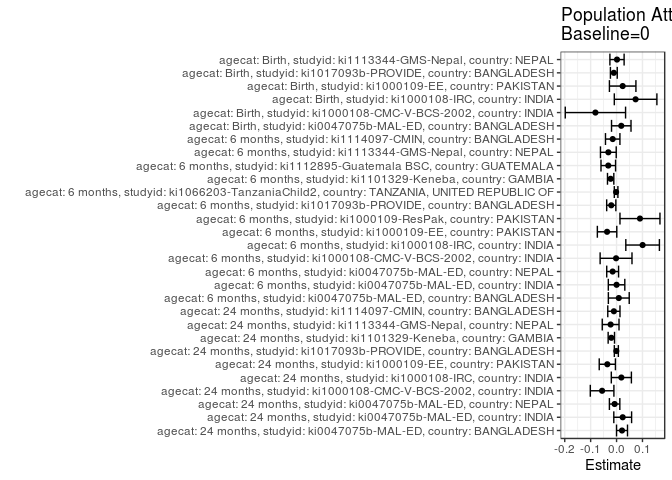 Population Att
Baseline=0
agecat: Birth, studyid: ki1113344-GMS-Nepal, country: NEPAL
agecat: Birth, studyid: ki1017093b-PROVIDE, country: BANGLADESH
agecat: Birth, studyid: ki1000109-EE, country: PAKISTAN
agecat: Birth, studyid: ki1000108-IRC, country: INDIA
agecat: Birth, studyid: ki1000108-CMC-V-BCS-2002, country: INDIA
agecat: Birth, studyid: ki0047075b-MAL-ED, country: BANGLADESH
agecat: 6 months, studyid: ki1114097-CMIN, country: BANGLADESH
agecat: 6 months, studyid: ki1113344-GMS-Nepal, country: NEPAL
agecat: 6 months, studyid: ki1112895-Guatemala BSC, country: GUATEMALA
agecat: 6 months, studyid: ki1101329-Keneba, country: GAMBIA
agecat: 6 months, studyid: ki1066203-TanzaniaChild2, country: TANZANIA, UNITED REPUBLIC OF
agecat: 6 months, studyid: ki1017093b-PROVIDE, country: BANGLADESH
agecat: 6 months, studyid: ki1000109-ResPak, country: PAKISTAN
agecat: 6 months, studyid: ki1000109-EE, country: PAKISTAN
agecat: 6 months, studyid: ki1000108-IRC, country: INDIA
agecat: 6 months, studyid: ki1000108-CMC-V-BCS-2002, country: INDIA
agecat: 6 months, studyid: ki0047075b-MAL-ED, country: NEPAL
agecat: 6 months, studyid: ki0047075b-MAL-ED, country: INDIA
agecat: 6 months, studyid: ki0047075b-MAL-ED, country: BANGLADESH
agecat: 24 months, studyid: ki1114097-CMIN, country: BANGLADESH
agecat: 24 months, studyid: ki1113344-GMS-Nepal, country: NEPAL
agecat: 24 months, studyid: ki1101329-Keneba, country: GAMBIA
agecat: 24 months, studyid: ki1017093b-PROVIDE, country: BANGLADESH
agecat: 24 months, studyid: ki1000109-EE, country: PAKISTAN
agecat: 24 months, studyid: ki1000108-IRC, country: INDIA
agecat: 24 months, studyid: ki1000108-CMC-V-BCS-2002, country: INDIA
agecat: 24 months, studyid: ki0047075b-MAL-ED, country: NEPAL
agecat: 24 months, studyid: ki0047075b-MAL-ED, country: INDIA
agecat: 24 months, studyid: ki0047075b-MAL-ED, country: BANGLADESH
-0.2 -0.1 0.0 0.1
Estimate